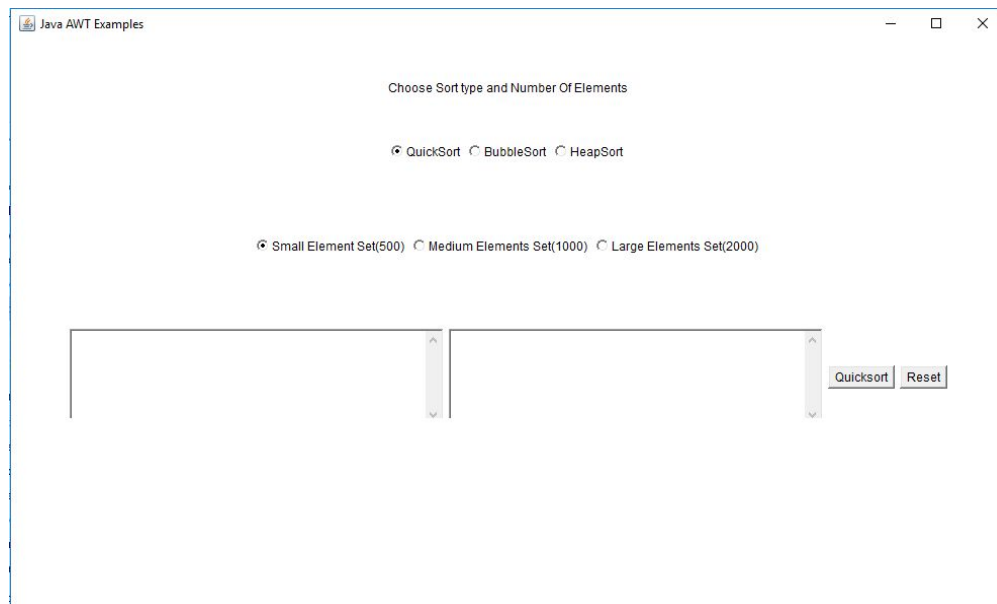 Java AWT Examples
Choose Sort type and Number Of Elements
QuickSort BubbleSort HeapSort
Small Element Set(500) Medium Elements Set(1000) Large Elements Set(2000)
Quicksort Reset